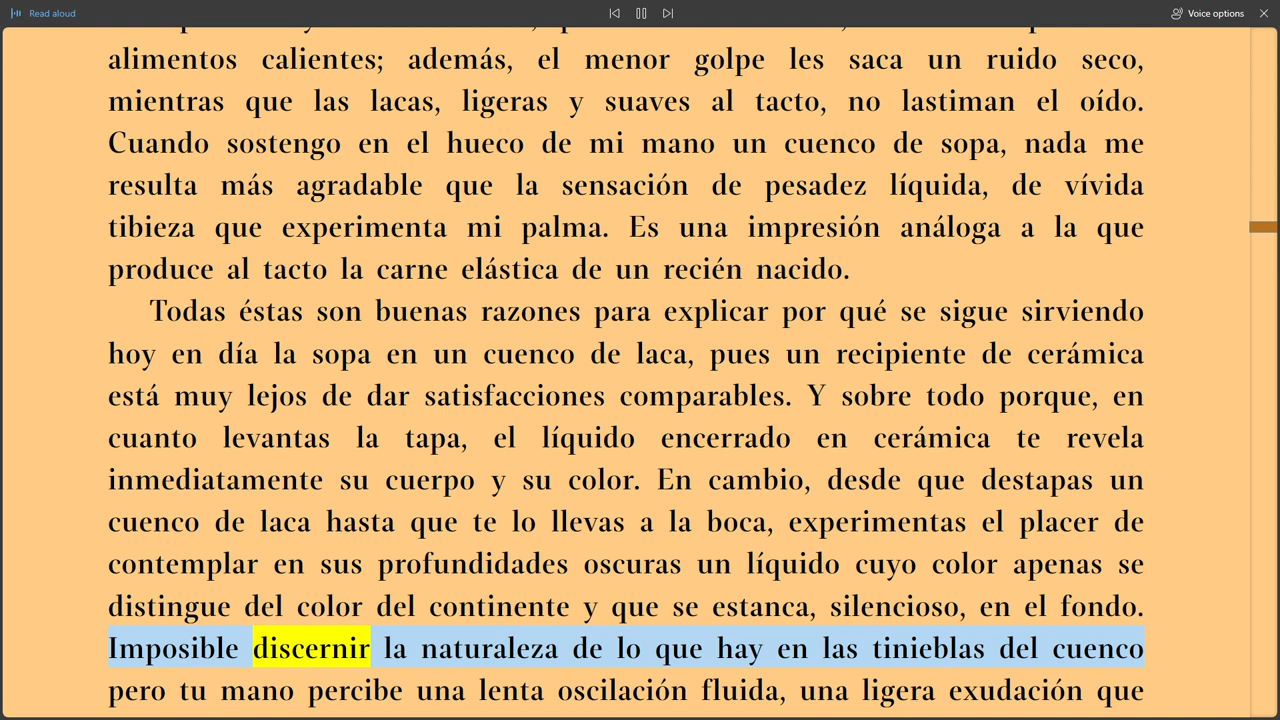 Read aloud
Voice options
alimentos calientes; además, el menor golpe les saca un ruido seco,
mientras que las lacas, ligeras y suaves al tacto, no lastiman el oído.
Cuando sostengo en el hueco de mi mano un cuenco de sopa, nada me
resulta más agradable que la sensación de pesadez líquida, de vívida
tibieza que experimenta mi palma. Es una impresión análoga a la que
produce al tacto la carne elástica de un recién nacido.
Todas éstas son buenas razones para explicar por qué se sigue sirviendo
hoy en día la sopa en un cuenco de laca, pues un recipiente de cerámica
está muy lejos de dar satisfacciones comparables. Y sobre todo porque, en
cuanto levantas la tapa, el líquido encerrado en cerámica te revela
inmediatamente su cuerpo y su color. En cambio, desde que destapas un
cuenco de laca hasta que te lo llevas a la boca, experimentas el placer de
contemplar en sus profundidades oscuras un líquido cuyo color apenas se
distingue del color del continente y que se estanca, silencioso, en el fondo.
Imposible discernir la naturaleza de lo que hay en las tinieblas del cuenco
pero tu mano percibe una lenta oscilación fluida, una ligera exudación que